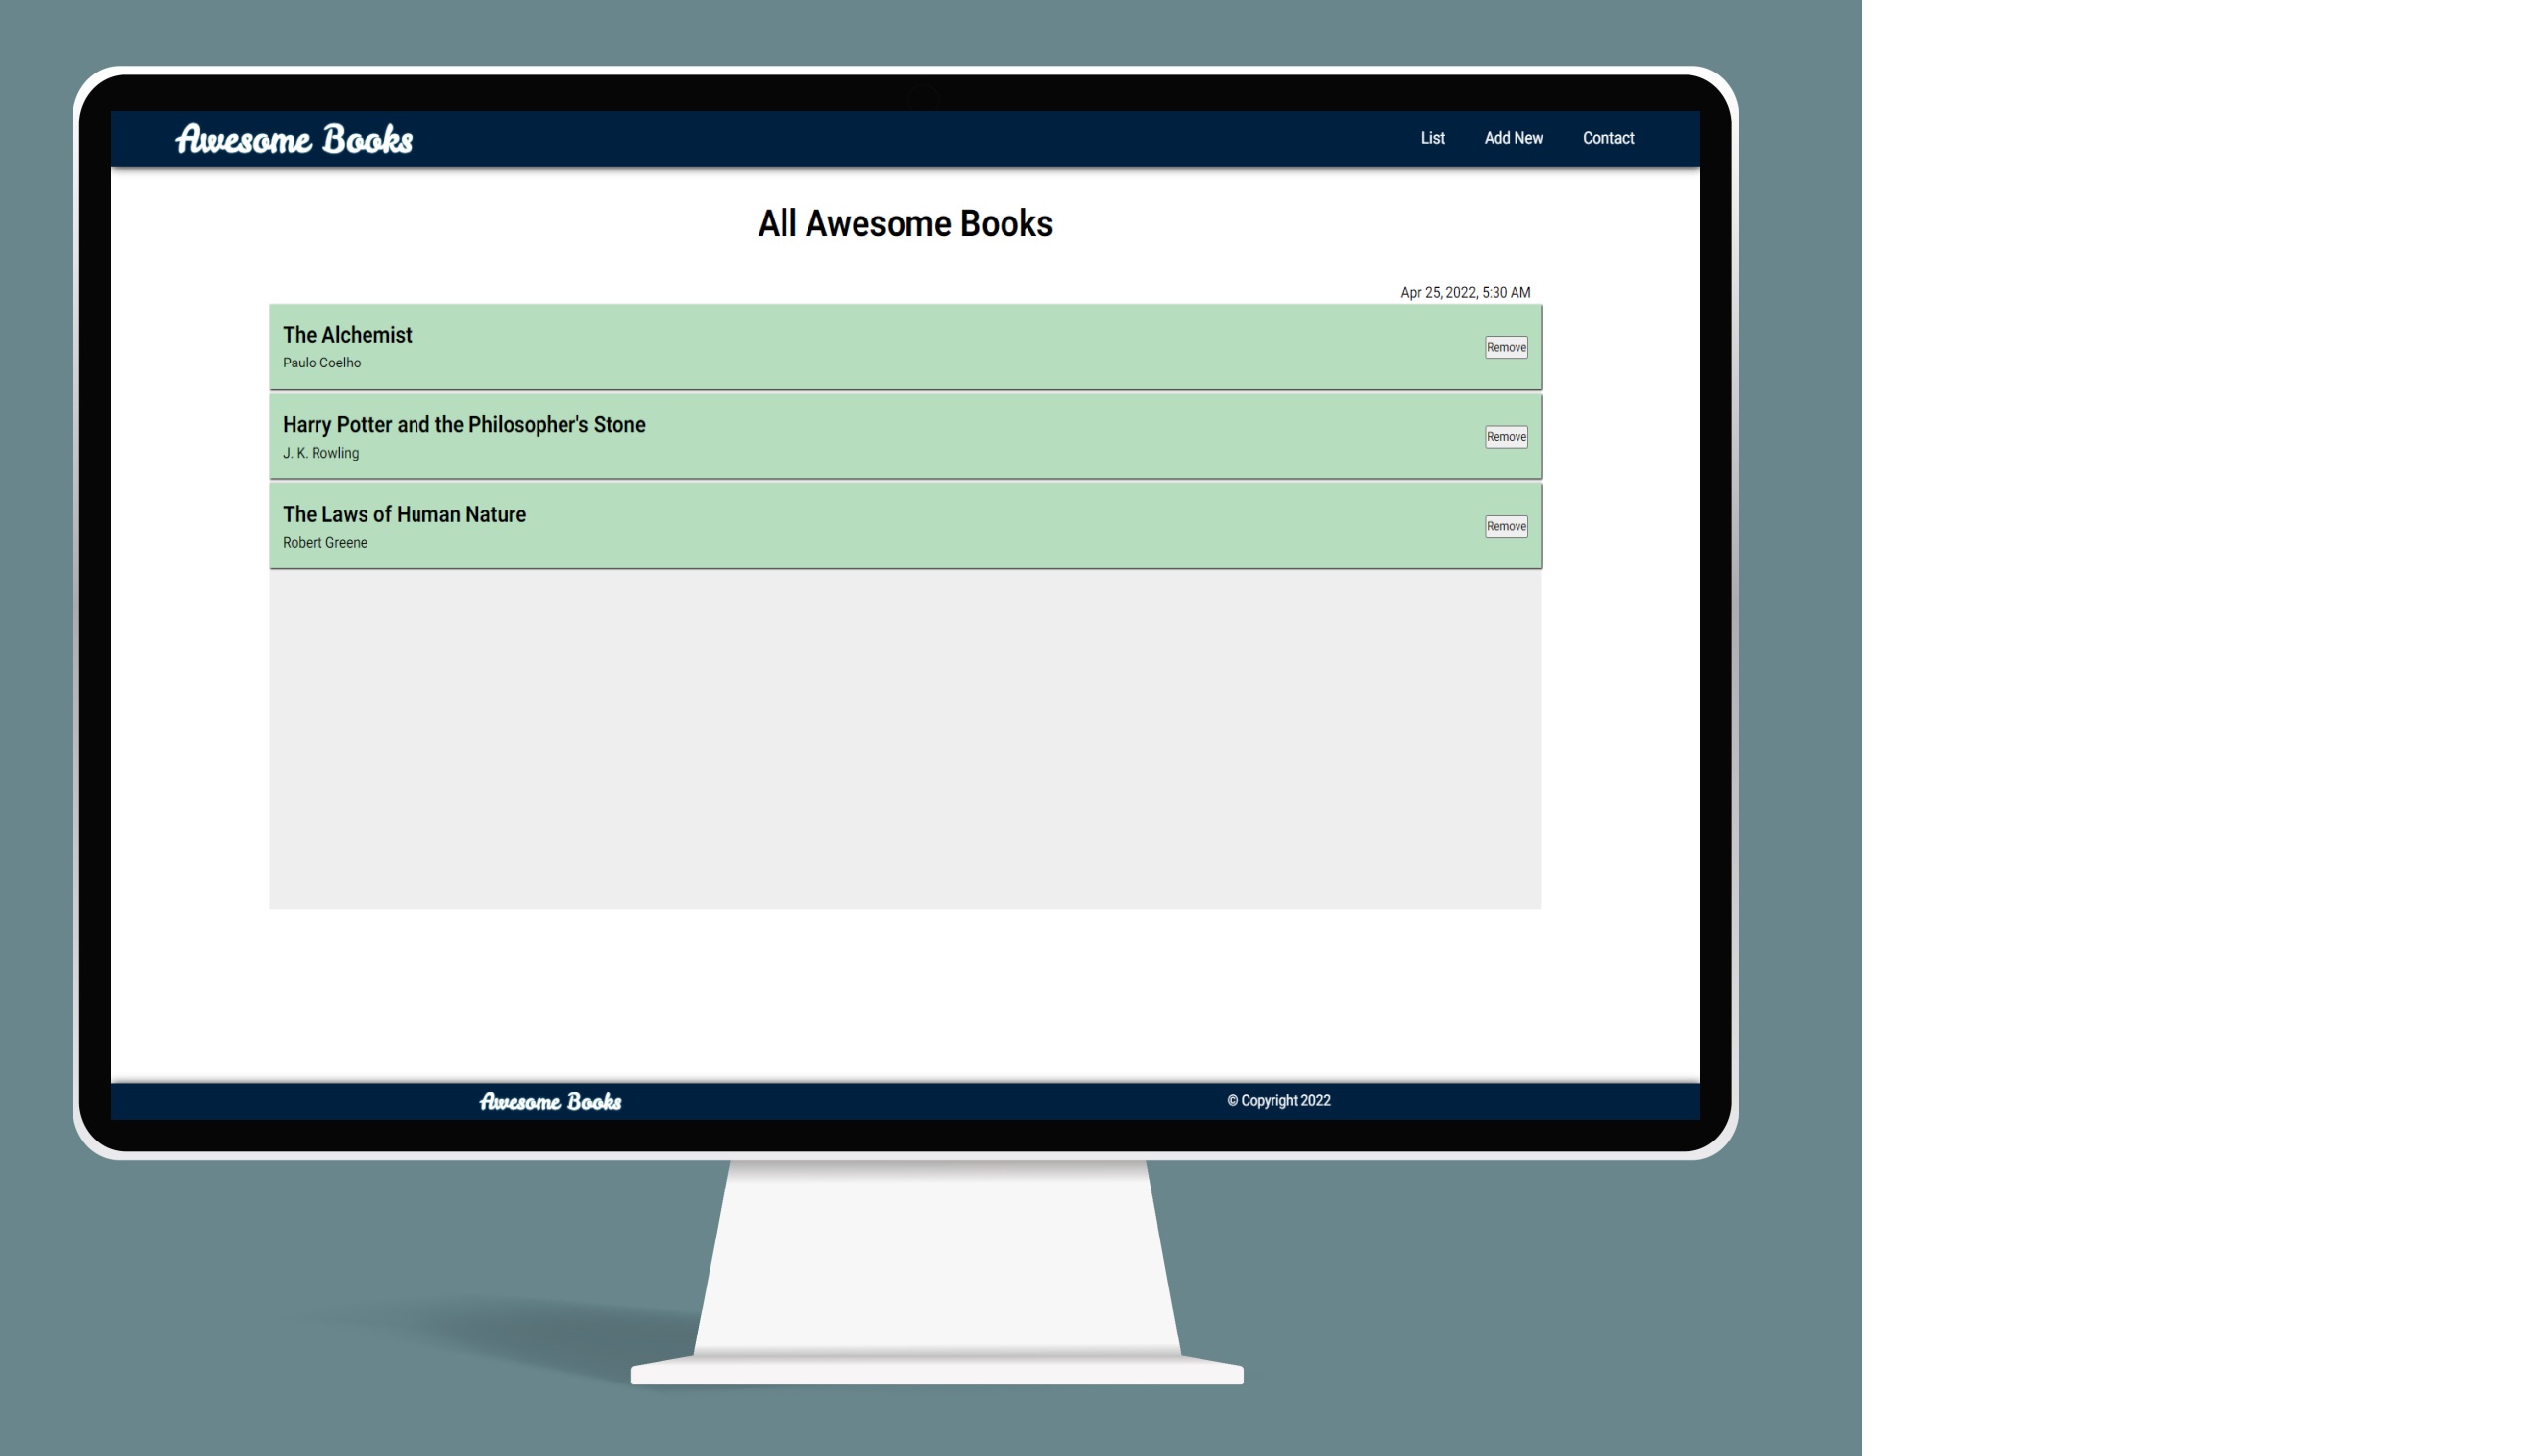 Awesome Books
List Add New Contact
All Awesome Books
Apr 25, 2022, 5:30 AM
The Alchemist
Paulo Coelho
Remove
Harry Potter and the Philosopher's Stone
J. K. Rowling
Remove
The Laws of Human Nature
Robert Greene
Remove
Awesome Books © Copyright 2022